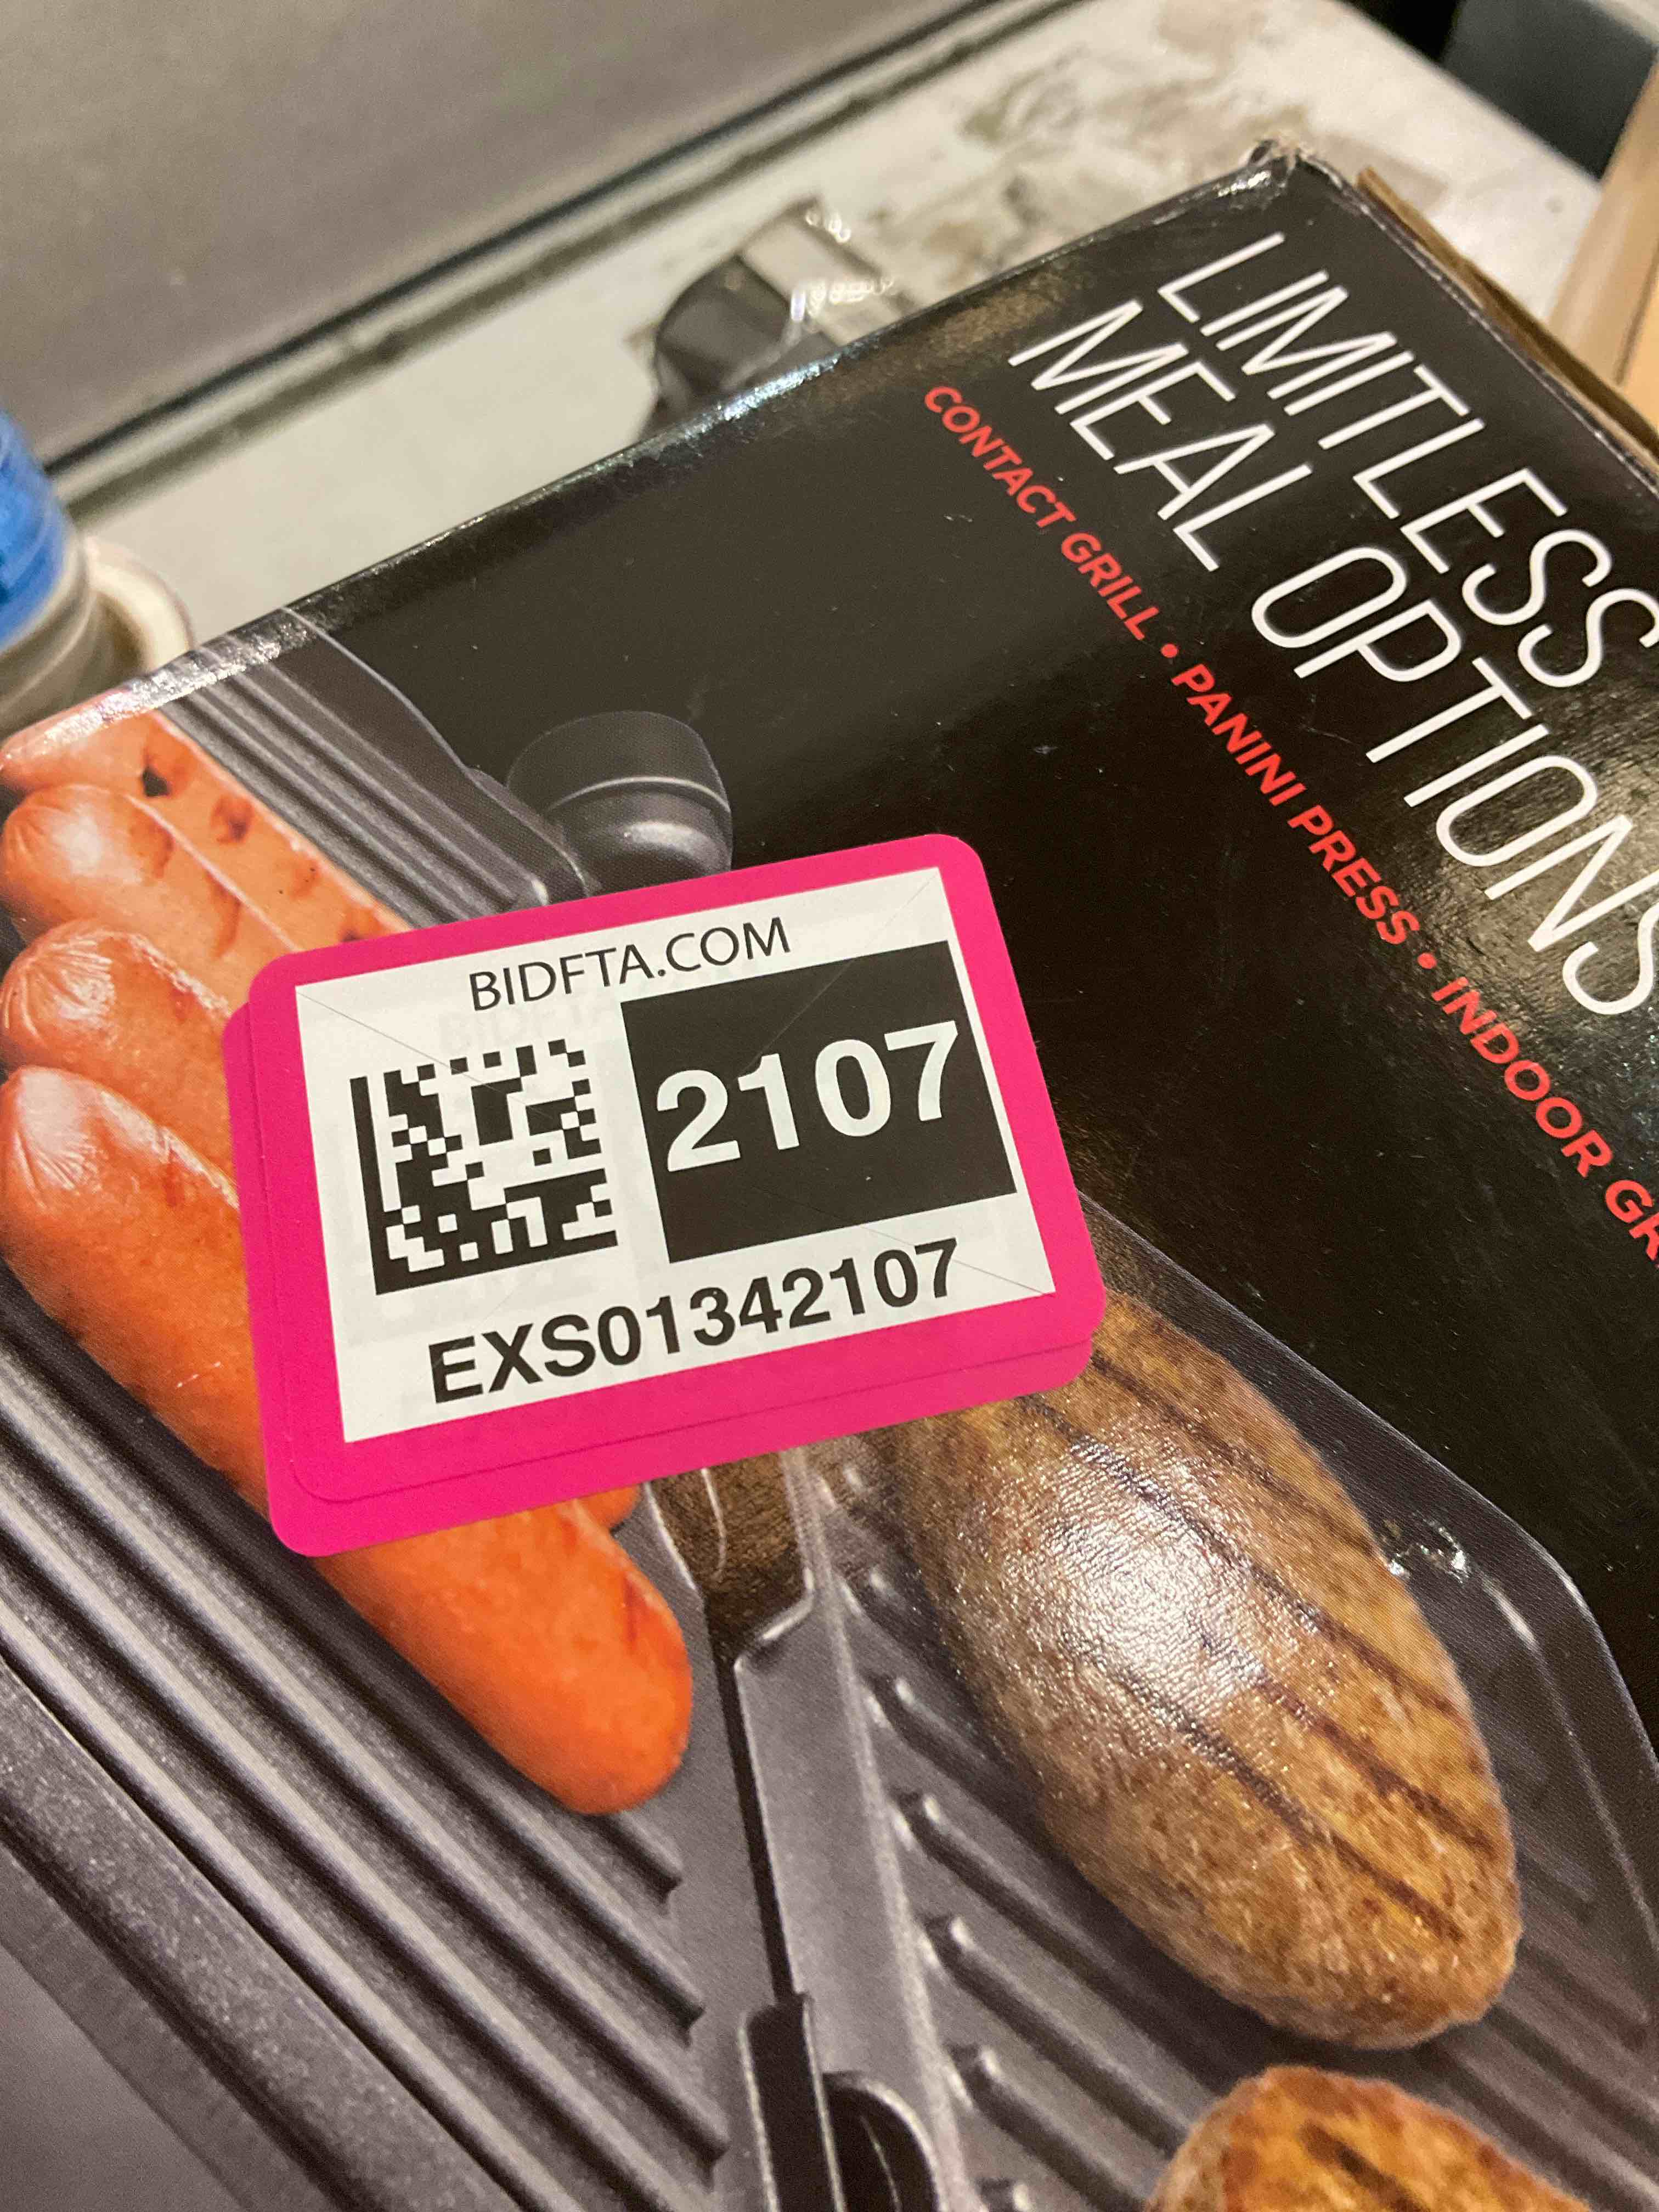 LIMITLESS
MEAL OPTIONS
CONTACT GRILL • PANINI PRESS • INDOOR
BIDFTA.COM
2107
EXS01342107